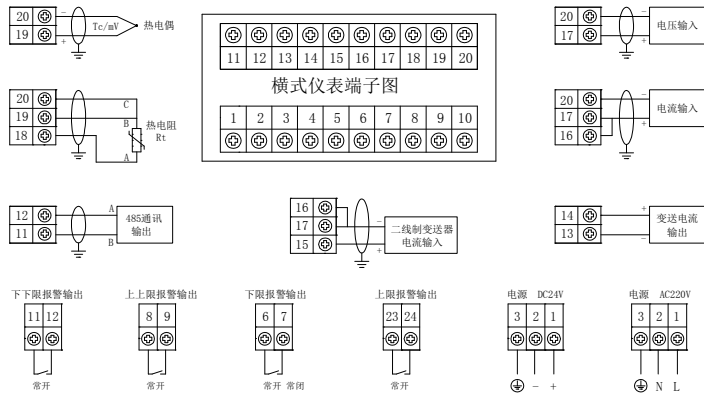 20
19
-
+
Tc/mV
热电偶
11 12 13 14 15 16 17 18 19 20
横式仪表端子图
1 2 3 4 5 6 7 8 9 10
20
17
-
+
电压输入
20
19
18
C
B
A
热电阻
Rt
20
17
16
-
+
电流输入
12
11
A
B
485通讯
输出
16
17
15
-
+
二线制变送器
电流输入
14
13
+
-
变送电流
输出
下下限报警输出
11 12
常开
上上限报警输出
8 9
常开
下限报警输出
6 7
常开 常闭
上限报警输出
23 24
常开
电源 DC24V
3 2 1
- +
电源 AC220V
3 2 1
N L